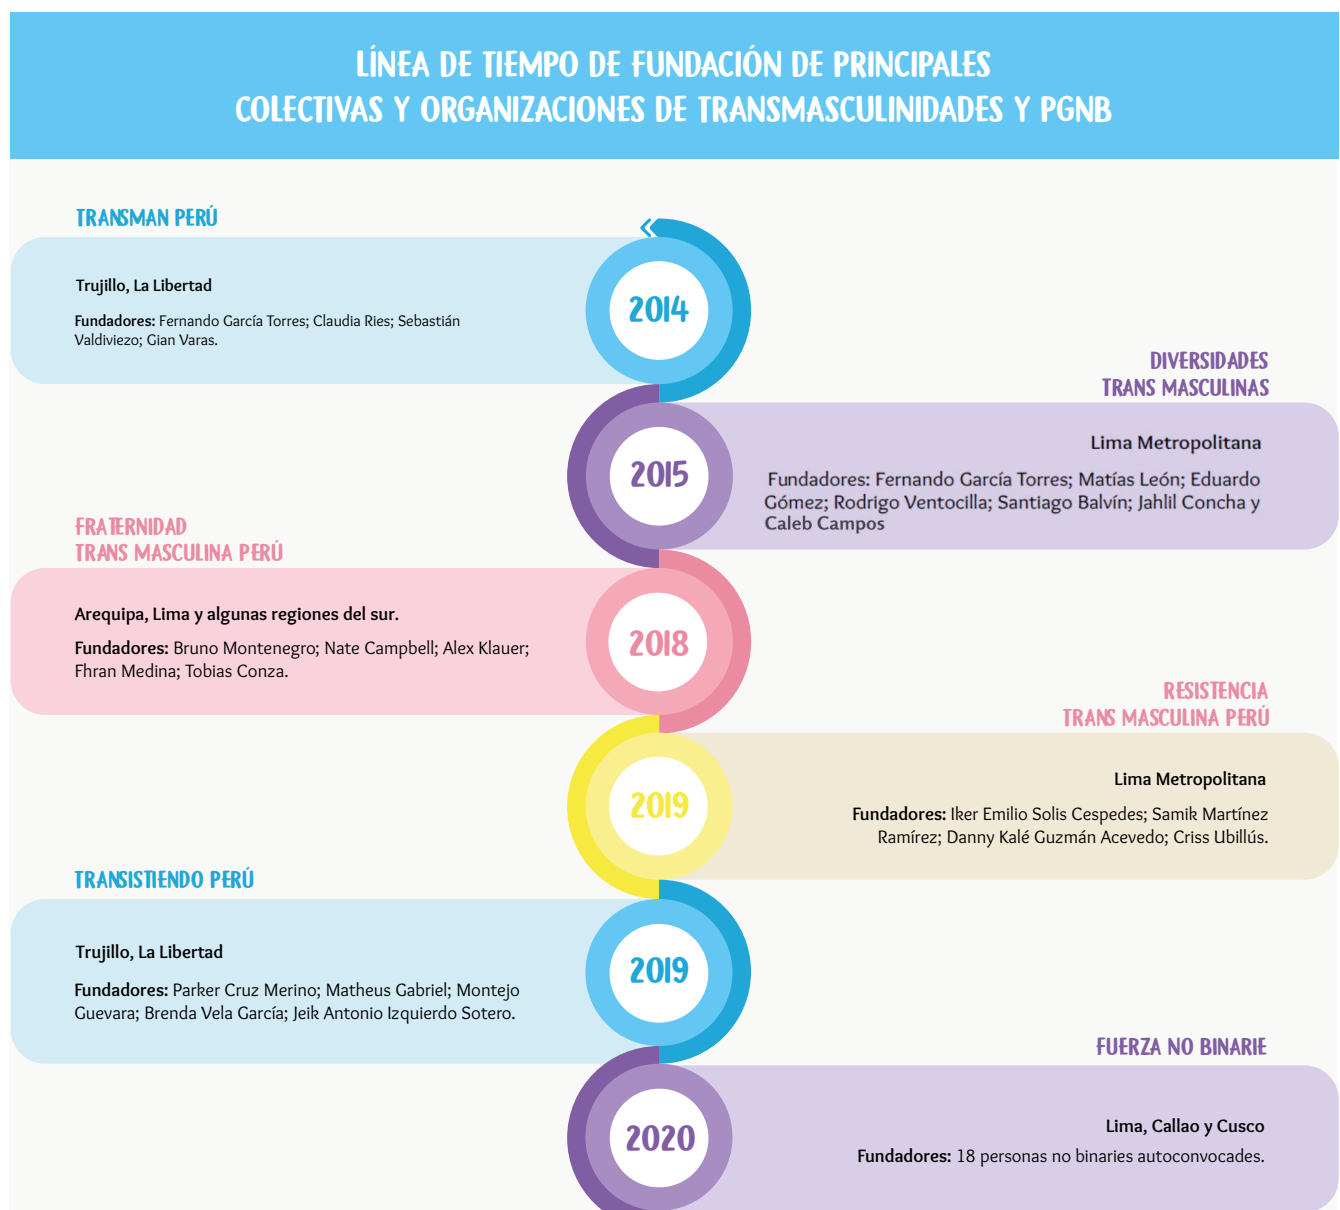 LÍNEA DE TIEMPO DE FUNDACIÓN DE PRINCIPALES
COLECTIVAS Y ORGANIZACIONES DE TRANSMASCULINIDADES Y PGNB
TRANSMAN PERÚ
Trujillo, La Libertad
Fundadores: Fernando García Torres; Claudia Ries; Sebastián
Valdiviezo; Gian Varas.
2014
DIVERSIDADES
TRANS MASCULINAS
Lima Metropolitana
Fundadores: Fernando García Torres; Matías León; Eduardo
Gómez; Rodrigo Ventocilla; Santiago Balvín; Jahlil Concha y
Caleb Campos
2015
FRATERNIDAD
TRANS MASCULINA PERÚ
Arequipa, Lima y algunas regiones del sur.
Fundadores: Bruno Montenegro; Nate Campbell; Alex Klauer;
Fhran Medina; Tobias Conza.
2018
RESISTENCIA
TRANS MASCULINA PERÚ
Lima Metropolitana
Fundadores: Iker Emilio Solis Cespedes; Samik Martínez
Ramírez; Danny Kalé Guzmán Acevedo; Criss Ubillús.
2019
TRANSISTIENDO PERÚ
Trujillo, La Libertad
Fundadores: Parker Cruz Merino; Matheus Gabriel; Montejo
Guevara; Brenda Vela García; Jeik Antonio Izquierdo Sotero.
2019
FUERZA NO BINARIE
Lima, Callao y Cusco
Fundadores: 18 personas no binaries autoconvocades.
2020